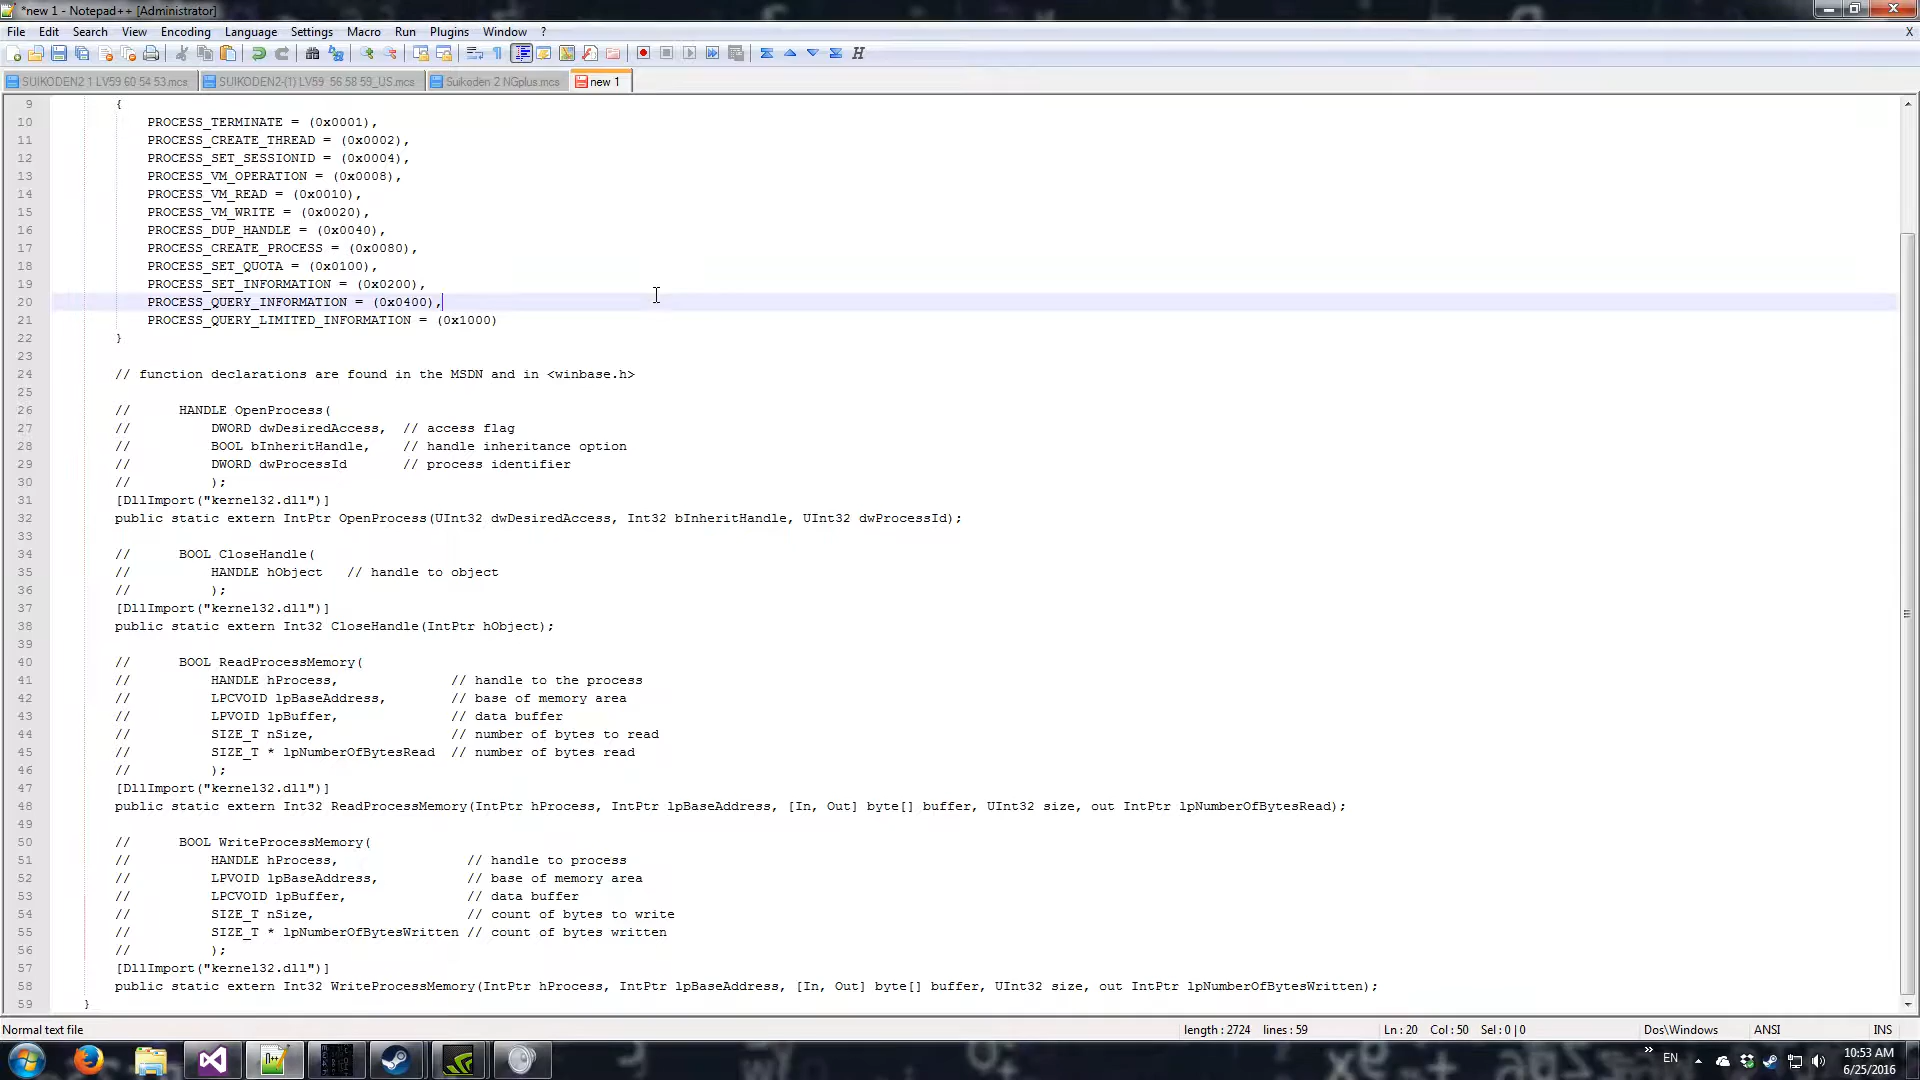 *new 1 - Notepad++ [Administrator]
File Edit Search View Encoding Language Settings Macro Run Plugins Window ? X
SUIKODEN2 1 LV59 60 54 53.mcs SUIKODEN2-(1) LV59 56 58 59_US.mcs Suikoden 2 NGplus.mcs new 1
9 {
10 PROCESS_TERMINATE = (0x0001),
11 PROCESS_CREATE_THREAD = (0x0002),
12 PROCESS_SET_SESSIONID = (0x0004),
13 PROCESS_VM_OPERATION = (0x0008),
14 PROCESS_VM_READ = (0x0010),
15 PROCESS_VM_WRITE = (0x0020),
16 PROCESS_DUP_HANDLE = (0x0040),
17 PROCESS_CREATE_PROCESS = (0x0080),
18 PROCESS_SET_QUOTA = (0x0100),
19 PROCESS_SET_INFORMATION = (0x0200),
20 PROCESS_QUERY_INFORMATION = (0x0400),
21 PROCESS_QUERY_LIMITED_INFORMATION = (0x1000)
22 }
23
24 // function declarations are found in the MSDN and in <winbase.h>
25
26 // HANDLE OpenProcess(
27 // DWORD dwDesiredAccess, // access flag
28 // BOOL bInheritHandle, // handle inheritance option
29 // DWORD dwProcessId // process identifier
30 // );
31 [DllImport("kernel32.dll")]
32 public static extern IntPtr OpenProcess(UInt32 dwDesiredAccess, Int32 bInheritHandle, UInt32 dwProcessId);
33
34 // BOOL CloseHandle(
35 // HANDLE hObject // handle to object
36 // );
37 [DllImport("kernel32.dll")]
38 public static extern Int32 CloseHandle(IntPtr hObject);
39
40 // BOOL ReadProcessMemory(
41 // HANDLE hProcess, // handle to the process
42 // LPCVOID lpBaseAddress, // base of memory area
43 // LPVOID lpBuffer, // data buffer
44 // SIZE_T nSize, // number of bytes to read
45 // SIZE_T * lpNumberOfBytesRead // number of bytes read
46 // );
47 [DllImport("kernel32.dll")]
48 public static extern Int32 ReadProcessMemory(IntPtr hProcess, IntPtr lpBaseAddress, [In, Out] byte[] buffer, UInt32 size, out IntPtr lpNumberOfBytesRead);
49
50 // BOOL WriteProcessMemory(
51 // HANDLE hProcess, // handle to process
52 // LPVOID lpBaseAddress, // base of memory area
53 // LPCVOID lpBuffer, // data buffer
54 // SIZE_T nSize, // count of bytes to write
55 // SIZE_T * lpNumberOfBytesWritten // count of bytes written
56 // );
57 [DllImport("kernel32.dll")]
58 public static extern Int32 WriteProcessMemory(IntPtr hProcess, IntPtr lpBaseAddress, [In, Out] byte[] buffer, UInt32 size, out IntPtr lpNumberOfBytesWritten);
59 }
Normal text file length : 2724 lines : 59 Ln : 20 Col : 50 Sel : 0 | 0 Dos\Windows ANSI INS
EN 10:53 AM
6/25/2016